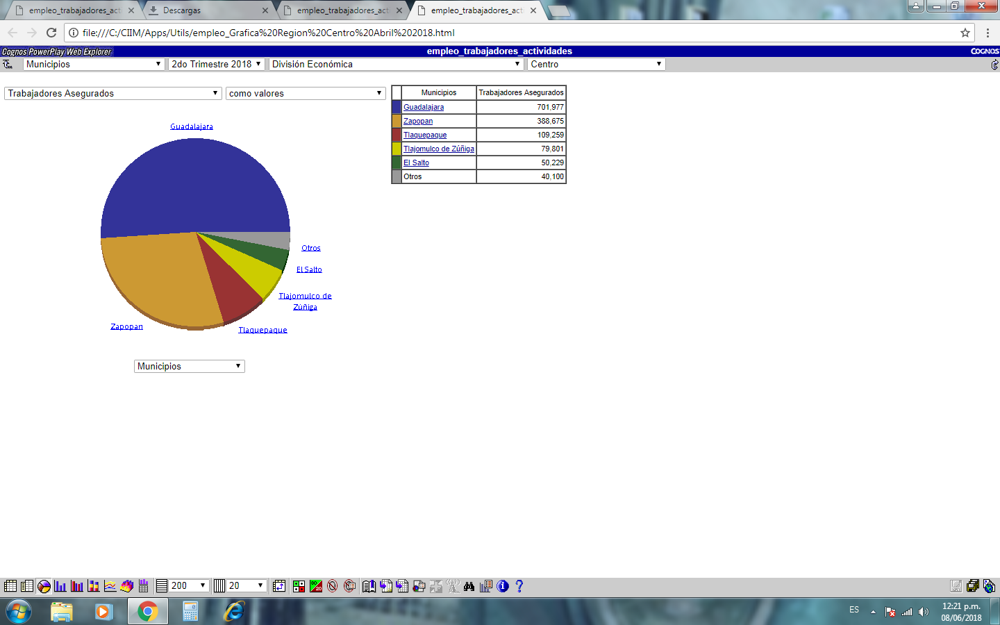 empleo_trabajadores_act
Descargas
empleo_trabajadores_act
empleo_trabajadores_act
file:///C:/CIIM/Apps/Utils/empleo_Grafica%20Region%20Centro%20Abril%202018.html
Cognos PowerPlay Web Explorer
empleo_trabajadores_actividades
COGNOS
Municipios
2do Trimestre 2018
División Económica
Centro
Trabajadores Asegurados
como valores
Municipios Trabajadores Asegurados
Guadalajara 701,977
Zapopan 388,675
Tlaquepaque 109,259
Tlajomulco de Zúñiga 79,801
El Salto 50,229
Otros 40,100
Guadalajara
Otros
El Salto
Tlajomulco de
Zúñiga
Zapopan
Tlaquepaque
Municipios
200
20
80
20
ES
12:21 p.m.
08/06/2018